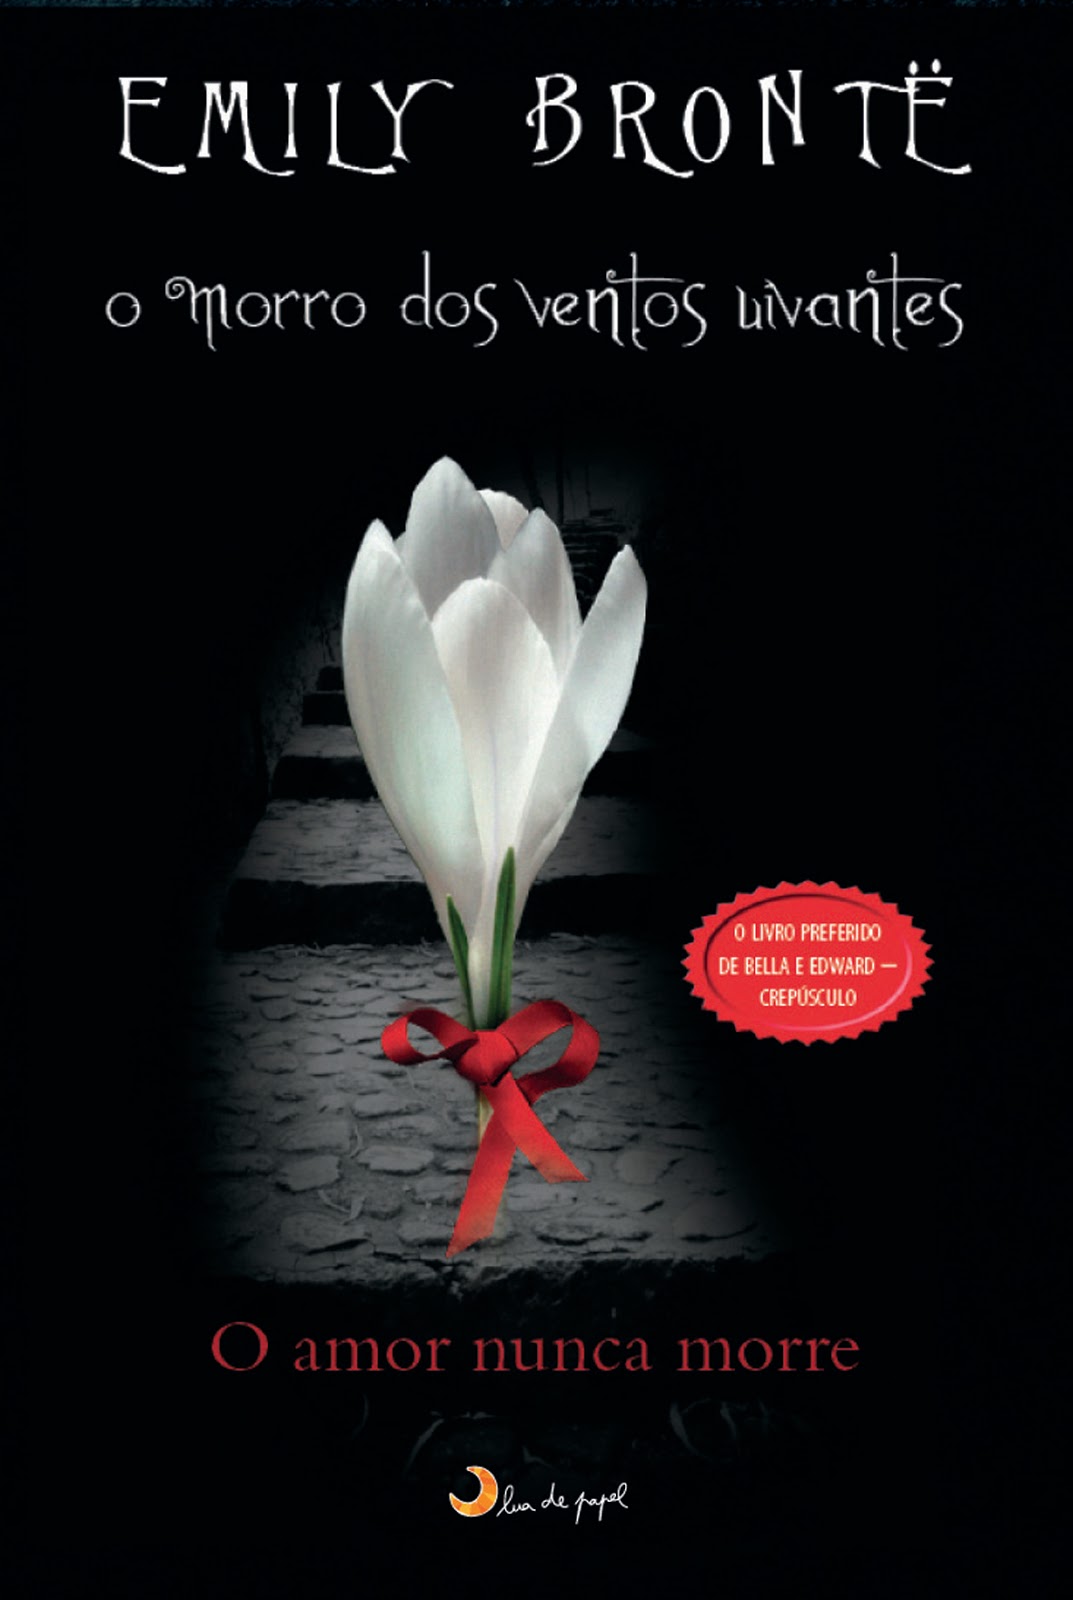 EMILY BRONTË
o morro dos ventos uivantes
O LIVRO PREFERIDO
DE BELLA E EDWARD —
CREPÚSCULO
O amor nunca morre
lua de papel